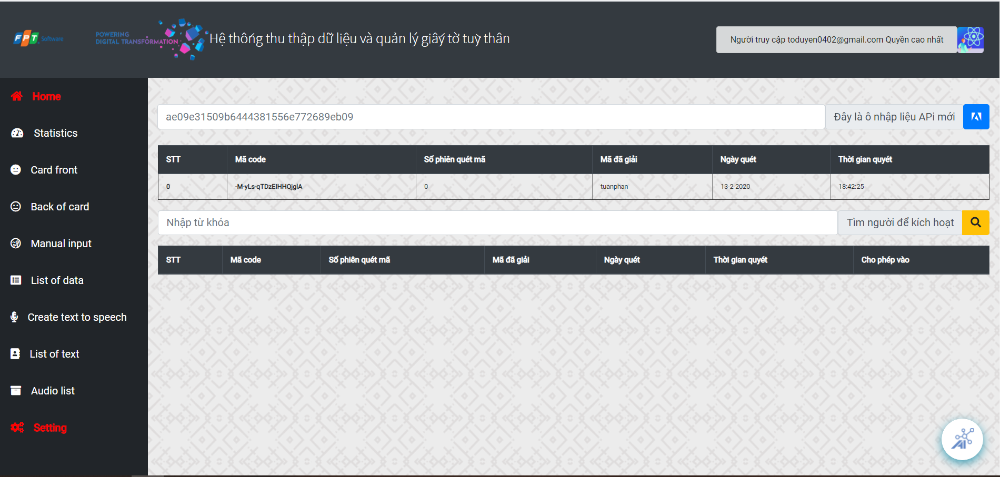 FPT Software
POWERING
DIGITAL TRANSFORMATION
Hệ thống thu thập dữ liệu và quản lý giấy tờ tuỳ thân
Người truy cập toduyen0402@gmail.com Quyền cao nhất
Home
Statistics
Card front
Back of card
Manual input
List of data
Create text to speech
List of text
Audio list
Setting
ae09e31509b6444381556e772689eb09
Đây là ô nhập liệu APi mới
STT Mã code Số phiên quét mã Mã đã giải Ngày quét Thời gian quyét
0 -M-yLs-qTDzEIHHQjglA 0 tuanphan 13-2-2020 18:42:25
Nhập từ khóa
Tìm người để kích hoạt
STT Mã code Số phiên quét mã Mã đã giải Ngày quét Thời gian quyét Cho phép vào
AI